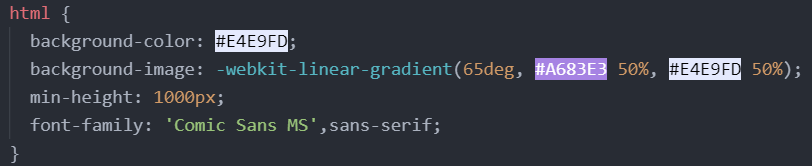 html {
background-color: #E4E9FD;
background-image: -webkit-linear-gradient(65deg, #A683E3 50%, #E4E9FD 50%);
min-height: 1000px;
font-family: 'Comic Sans MS',sans-serif;
}